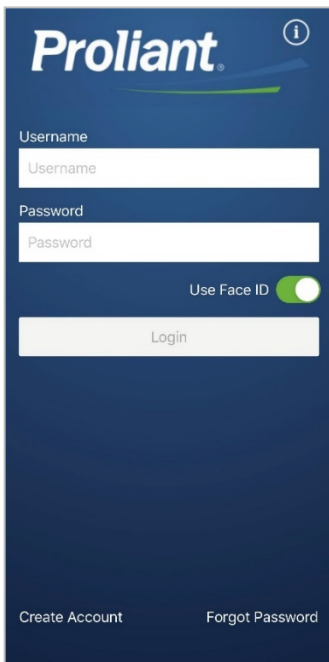 Proliant®
i
Username
Username
Password
Password
Use Face ID
Login
Create Account Forgot Password